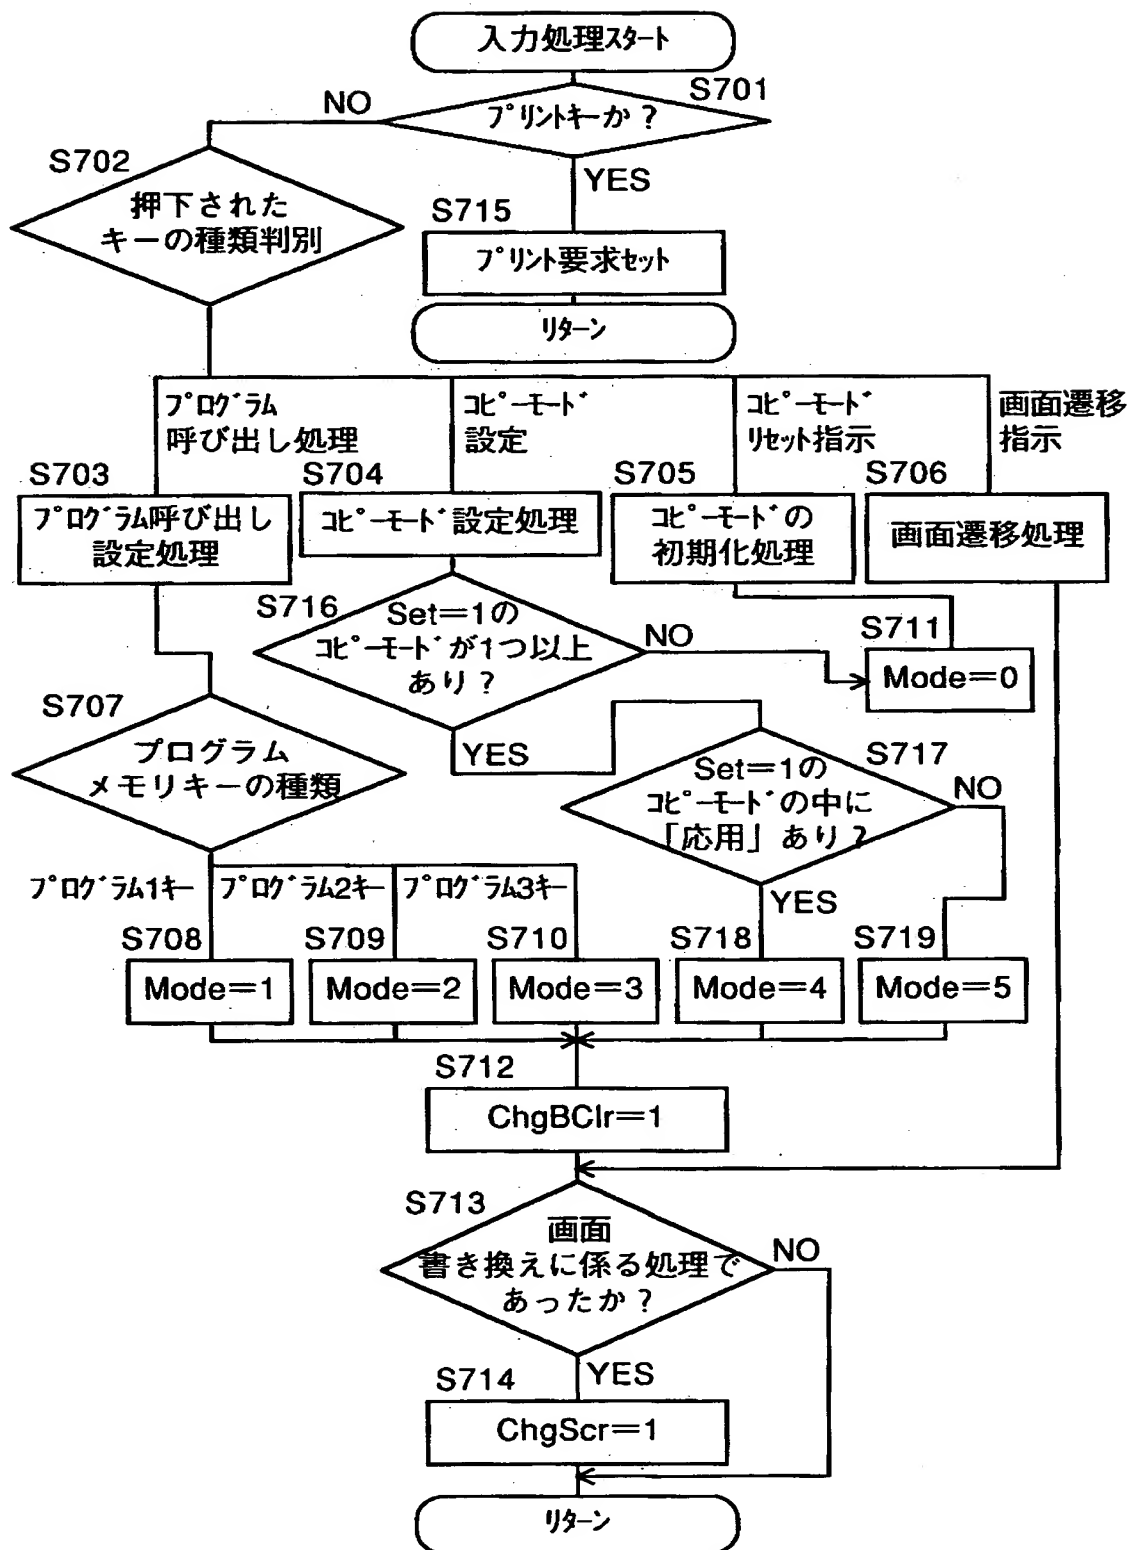 入力処理スタート
S701
プリントキーか？
NO
YES
S702
押下された
キーの種類判別
S715
プリント要求セット
リターン
プログラム
呼び出し処理
コピーモード
設定
コピーモード
リセット指示
画面遷移
指示
S703
プログラム呼び出し
設定処理
S704
コピーモード設定処理
S705
コピーモードの
初期化処理
S706
画面遷移処理
S716
Set=1の
コピーモードが1つ以上
あり？
NO
YES
S711
Mode=0
S707
プログラム
メモリキーの種類
S717
Set=1の
コピーモードの中に
「応用」あり？
NO
YES
プログラム1キー
プログラム2キー
プログラム3キー
S708
Mode=1
S709
Mode=2
S710
Mode=3
S718
Mode=4
S719
Mode=5
S712
ChgBClr=1
S713
画面
書き換えに係る処理で
あったか？
NO
YES
S714
ChgScr=1
リターン